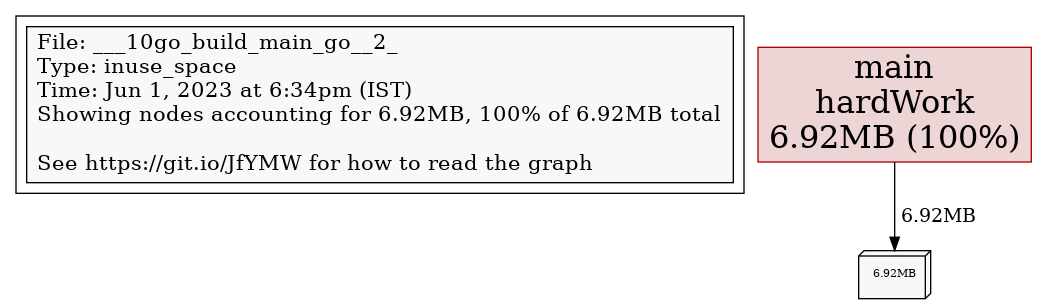 File: ___10go_build_main_go__2_
Type: inuse_space
Time: Jun 1, 2023 at 6:34pm (IST)
Showing nodes accounting for 6.92MB, 100% of 6.92MB total
See https://git.io/JfYMW for how to read the graph
main
hardWork
6.92MB (100%)
6.92MB
6.92MB